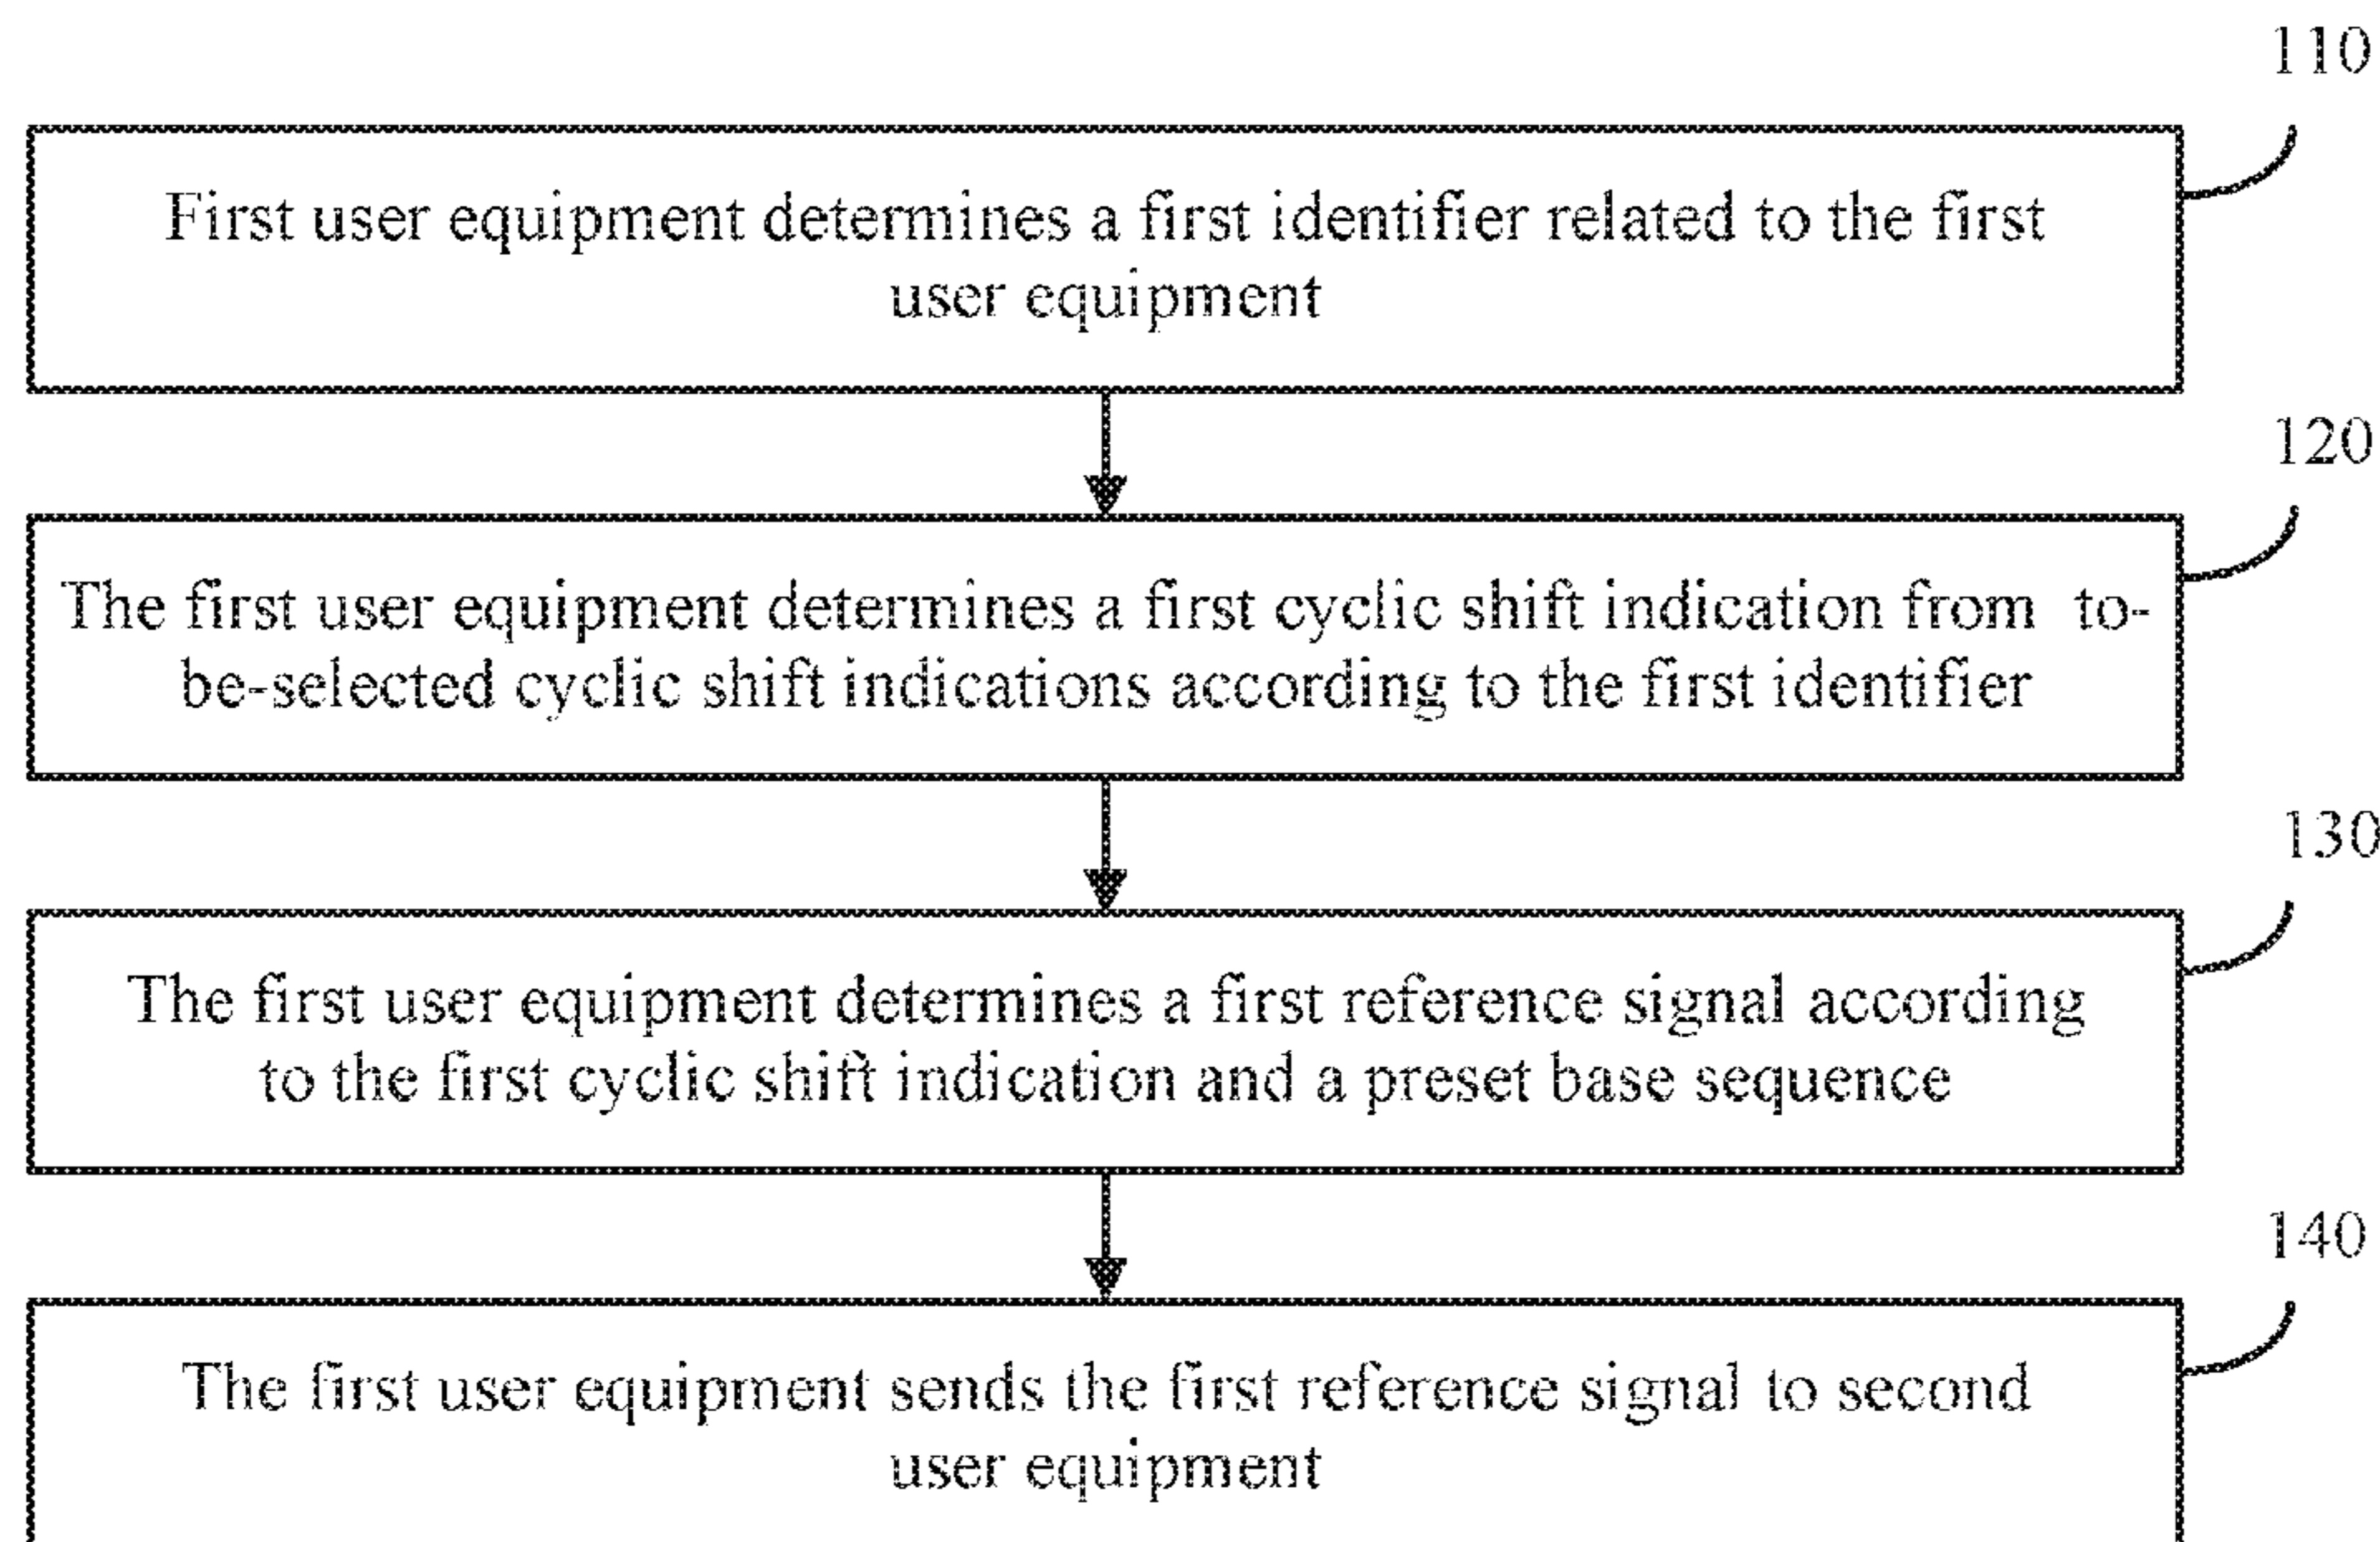 110
First user equipment determines a first identifier related to the first
user equipment
120
The first user equipment determines a first cyclic shift indication from to-
be-selected cyclic shift indications according to the first identifier
130
The first user equipment determines a first reference signal according
to the first cyclic shift indication and a preset base sequence
140
The first user equipment sends the first reference signal to second
user equipment